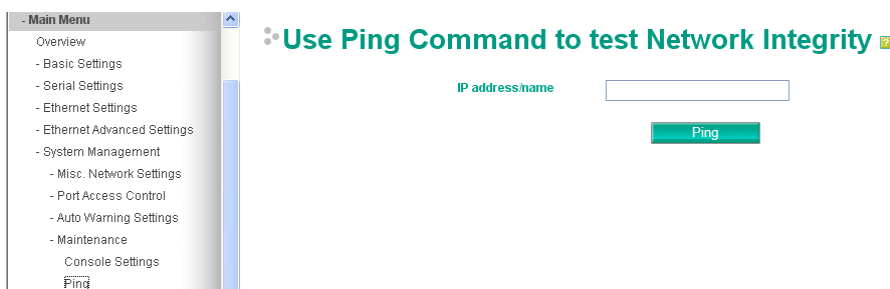 - Main Menu
Overview
- Basic Settings
- Serial Settings
- Ethernet Settings
- Ethernet Advanced Settings
- System Management
- Misc. Network Settings
- Port Access Control
- Auto Warning Settings
- Maintenance
Console Settings
Ping
Use Ping Command to test Network Integrity
IP address/name
Ping